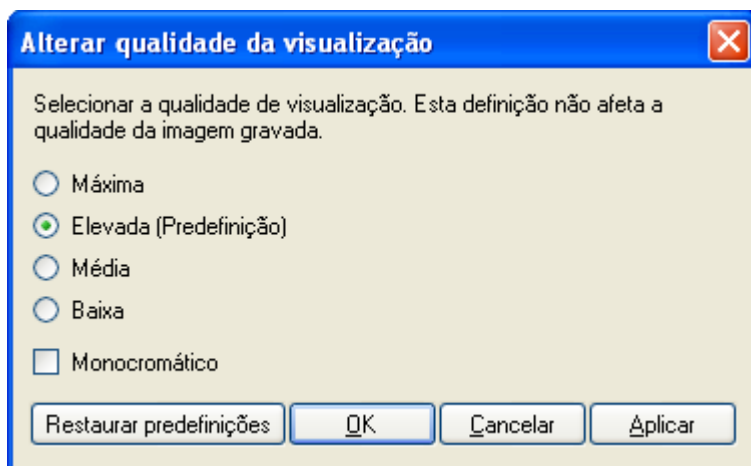 Alterar qualidade da visualização
Selecionar a qualidade de visualização. Esta definição não afeta a
qualidade da imagem gravada.
Máxima
Elevada (Predefinição)
Média
Baixa
Monocromático
Restaurar predefinições OK Cancelar Aplicar